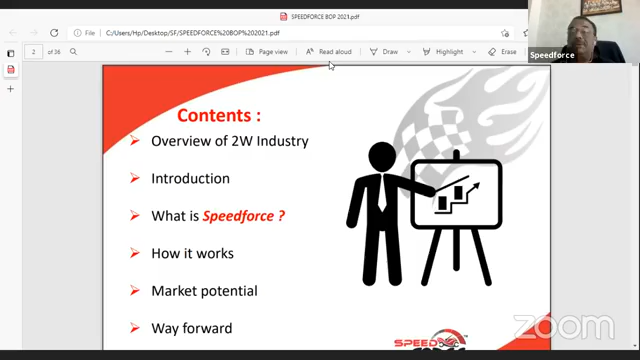 SPEEDFORCE BOP 2021.pdf
File
C:/Users/Hp/Desktop/SF/SPEEDFORCE%20BOP%202021.pdf
2 of 36
Page view
Read aloud
Draw
Highlight
Erase
Speedforce
Contents :
Overview of 2W Industry
Introduction
What is Speedforce ?
How it works
Market potential
Way forward
SPEED
zoom